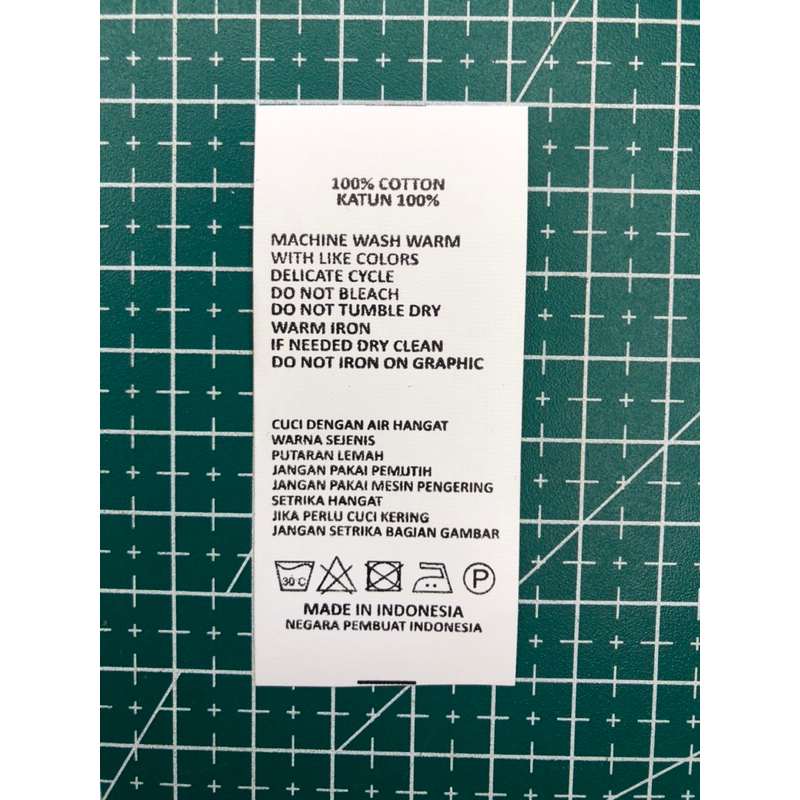 100% COTTON
KATUN 100%
MACHINE WASH WARM
WITH LIKE COLORS
DELICATE CYCLE
DO NOT BLEACH
DO NOT TUMBLE DRY
WARM IRON
IF NEEDED DRY CLEAN
DO NOT IRON ON GRAPHIC
CUCI DENGAN AIR HANGAT
WARNA SEJENIS
PUTARAN LEMAH
JANGAN PAKAI PEMUTIH
JANGAN PAKAI MESIN PENGERING
SETRIKA HANGAT
JIKA PERLU CUCI KERING
JANGAN SETRIKA BAGIAN GAMBAR
30 C P
MADE IN INDONESIA
NEGARA PEMBUAT INDONESIA